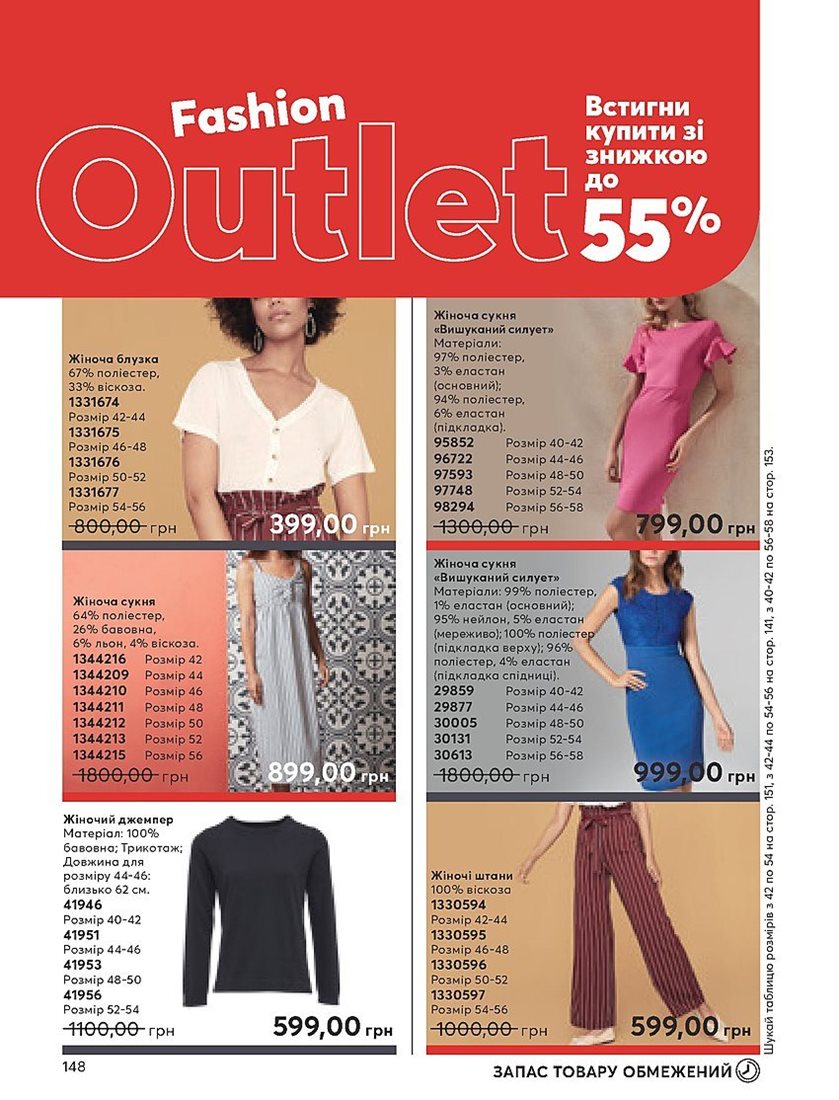 Fashion
Outlet
Встигни
купити зі
знижкою
до
55%
Жіноча блузка
67% поліестер,
33% віскоза.
1331674
Розмір 42-44
1331675
Розмір 46-48
1331676
Розмір 50-52
1331677
Розмір 54-56
800,00 грн
399,00 грн
Жіноча сукня
«Вишуканий силует»
Матеріали:
97% поліестер,
3% еластан
(основний);
94% поліестер,
6% еластан
(підкладка).
95852 Розмір 40-42
96722 Розмір 44-46
97593 Розмір 48-50
97748 Розмір 52-54
98294 Розмір 56-58
1300,00 грн
799,00 грн
Жіноча сукня
64% поліестер,
26% бавовна,
6% льон, 4% віскоза.
1344216 Розмір 42
1344209 Розмір 44
1344210 Розмір 46
1344211 Розмір 48
1344212 Розмір 50
1344213 Розмір 52
1344215 Розмір 56
1800,00 грн
899,00 грн
Жіноча сукня
«Вишуканий силует»
Матеріали: 99% поліестер,
1% еластан (основний);
95% нейлон, 5% еластан
(мереживо); 100% поліестер
(підкладка верху); 96%
поліестер, 4% еластан
(підкладка спідниці).
29859 Розмір 40-42
29877 Розмір 44-46
30005 Розмір 48-50
30131 Розмір 52-54
30613 Розмір 56-58
1800,00 грн
999,00 грн
Жіночий джемпер
Матеріал: 100%
бавовна; Трикотаж;
Довжина для
розміру 44-46:
близько 62 см.
41946
Розмір 40-42
41951
Розмір 44-46
41953
Розмір 48-50
41956
Розмір 52-54
1100,00 грн
599,00 грн
Жіночі штани
100% віскоза
1330594
Розмір 42-44
1330595
Розмір 46-48
1330596
Розмір 50-52
1330597
Розмір 54-56
1000,00 грн
599,00 грн
Шукай таблицю розмірів з 42 по 54 на стор. 151, з 42-44 по 54-56 на стор. 141, з 40-42 по 56-58 на стор. 153.
148
ЗАПАС ТОВАРУ ОБМЕЖЕНИЙ